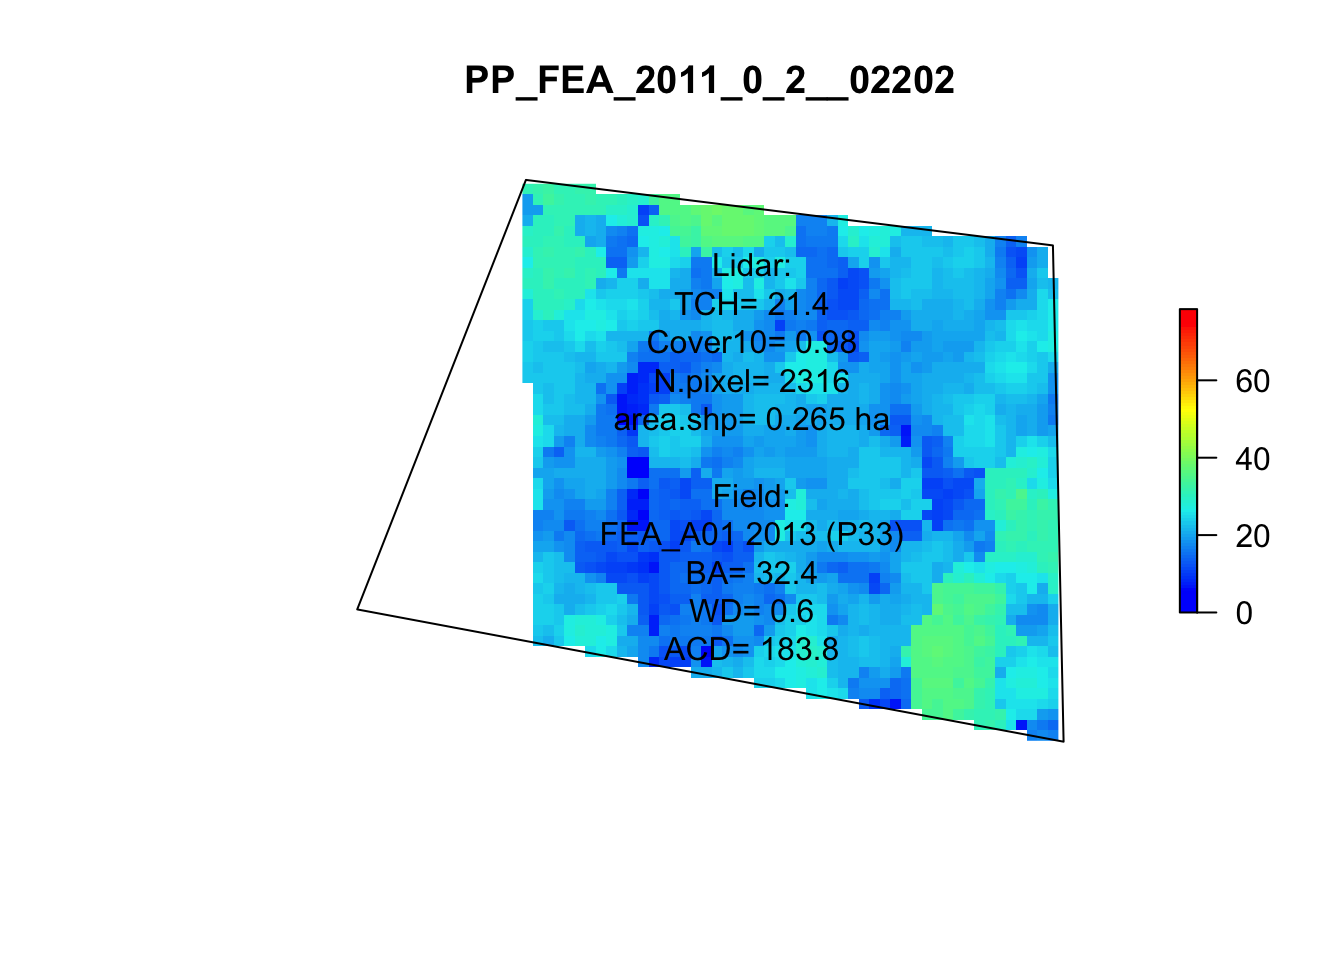 PP_FEA_2011_0_2__02202
Lidar:
TCH= 21.4
Cover10= 0.98
N.pixel= 2316
area.shp= 0.265 ha
Field:
FEA_A01 2013 (P33)
BA= 32.4
WD= 0.6
ACD= 183.8
60
40
20
0